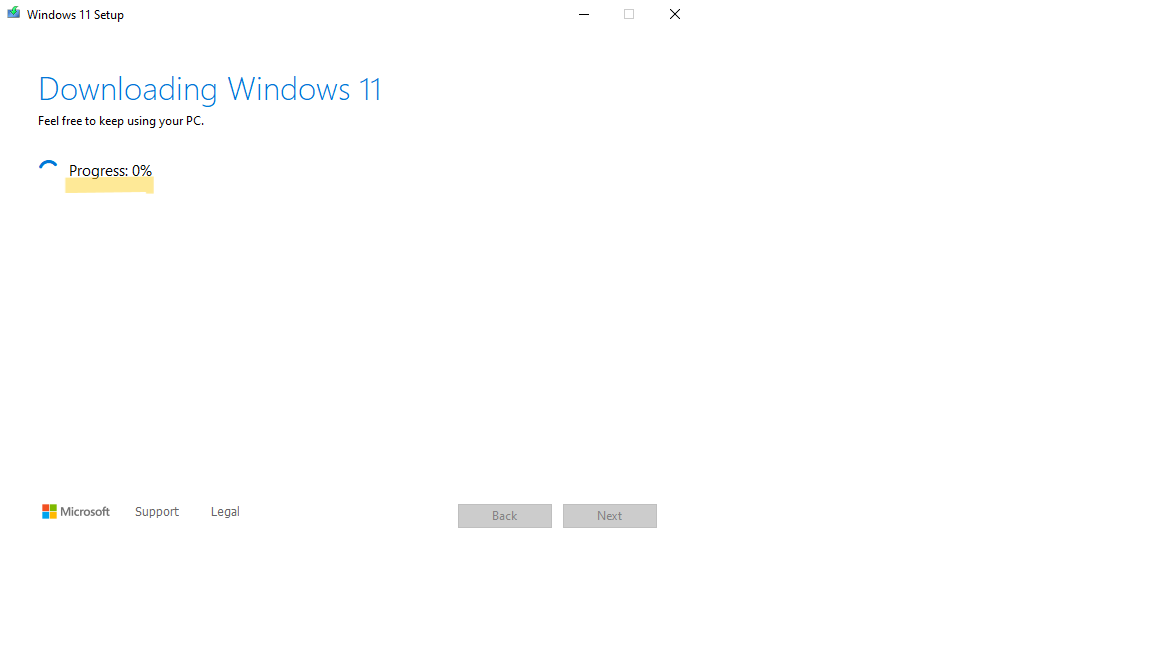 Windows 11 Setup
Downloading Windows 11
Feel free to keep using your PC.
Progress: 0%
Microsoft Support Legal Back Next